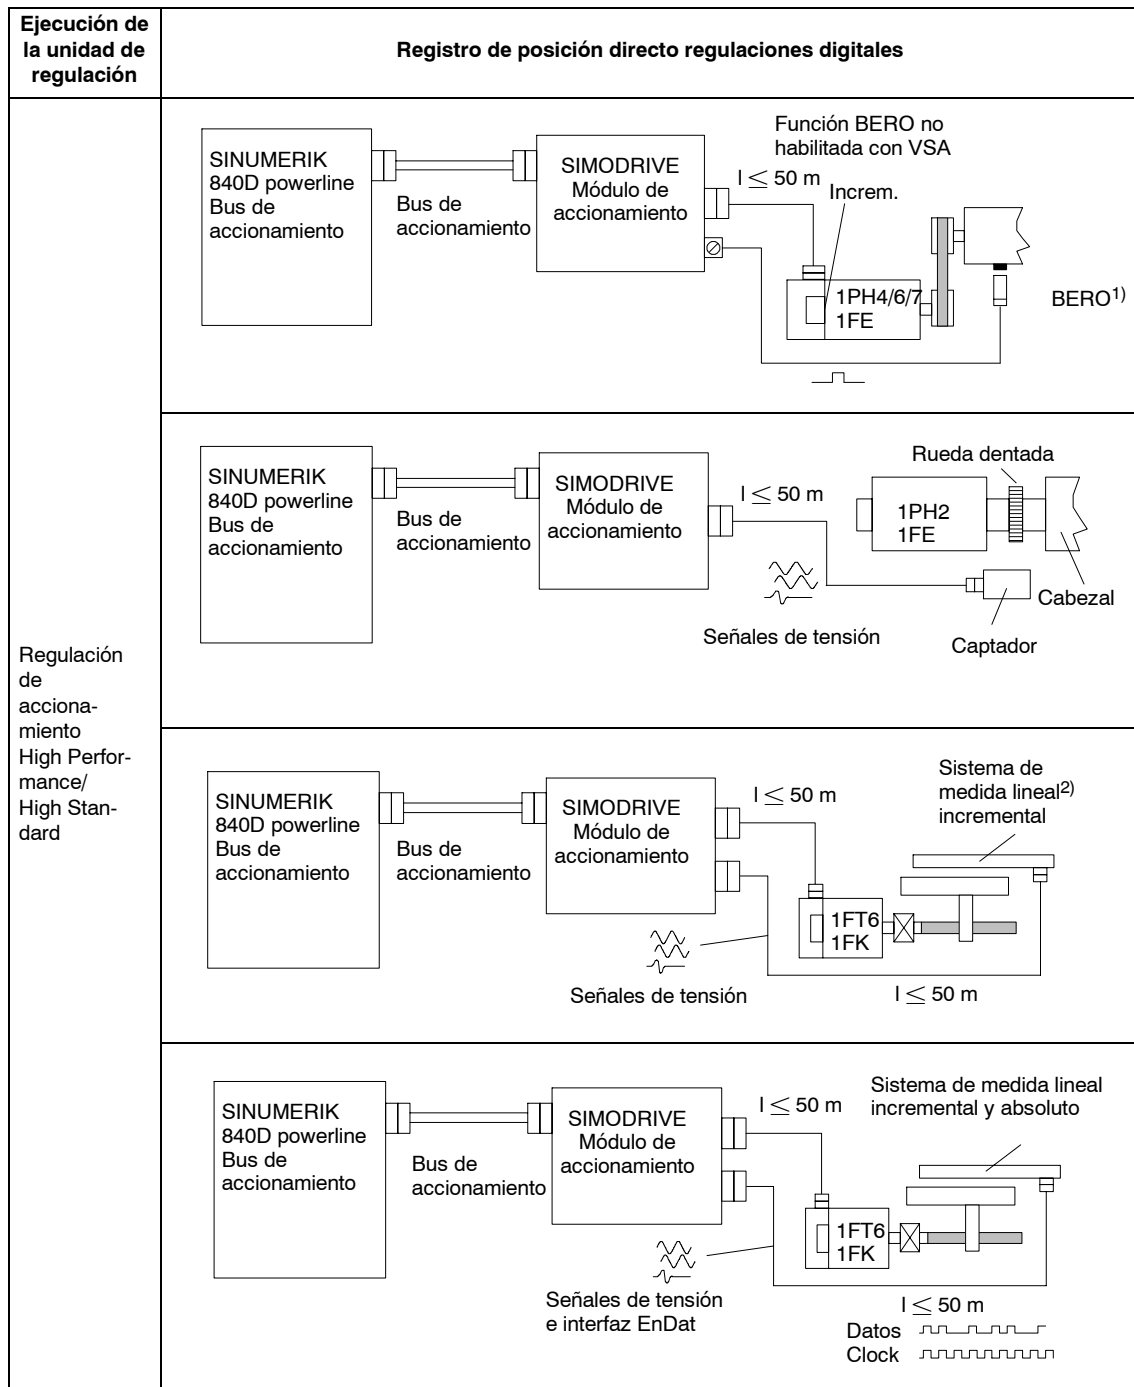 Ejecución de
la unidad de
regulación
Registro de posición directo regulaciones digitales
Regulación
de
acciona-
miento
High Perfor-
mance/
High Stan-
dard
SINUMERIK
840D powerline
Bus de
accionamiento
Bus de
accionamiento
SIMODRIVE
Módulo de
accionamiento
Función BERO no
habilitada con VSA
l ≤ 50 m
Increm.
1PH4/6/7
1FE
BERO1)
SINUMERIK
840D powerline
Bus de
accionamiento
Bus de
accionamiento
SIMODRIVE
Módulo de
accionamiento
l ≤ 50 m
Rueda dentada
1PH2
1FE
Cabezal
Señales de tensión
Captador
SINUMERIK
840D powerline
Bus de
accionamiento
Bus de
accionamiento
SIMODRIVE
Módulo de
accionamiento
l ≤ 50 m
Sistema de
medida lineal2)
incremental
1FT6
1FK
Señales de tensión
l ≤ 50 m
SINUMERIK
840D powerline
Bus de
accionamiento
Bus de
accionamiento
SIMODRIVE
Módulo de
accionamiento
l ≤ 50 m
Sistema de medida lineal
incremental y absoluto
1FT6
1FK
Señales de tensión
e interfaz EnDat
l ≤ 50 m
Datos
Clock